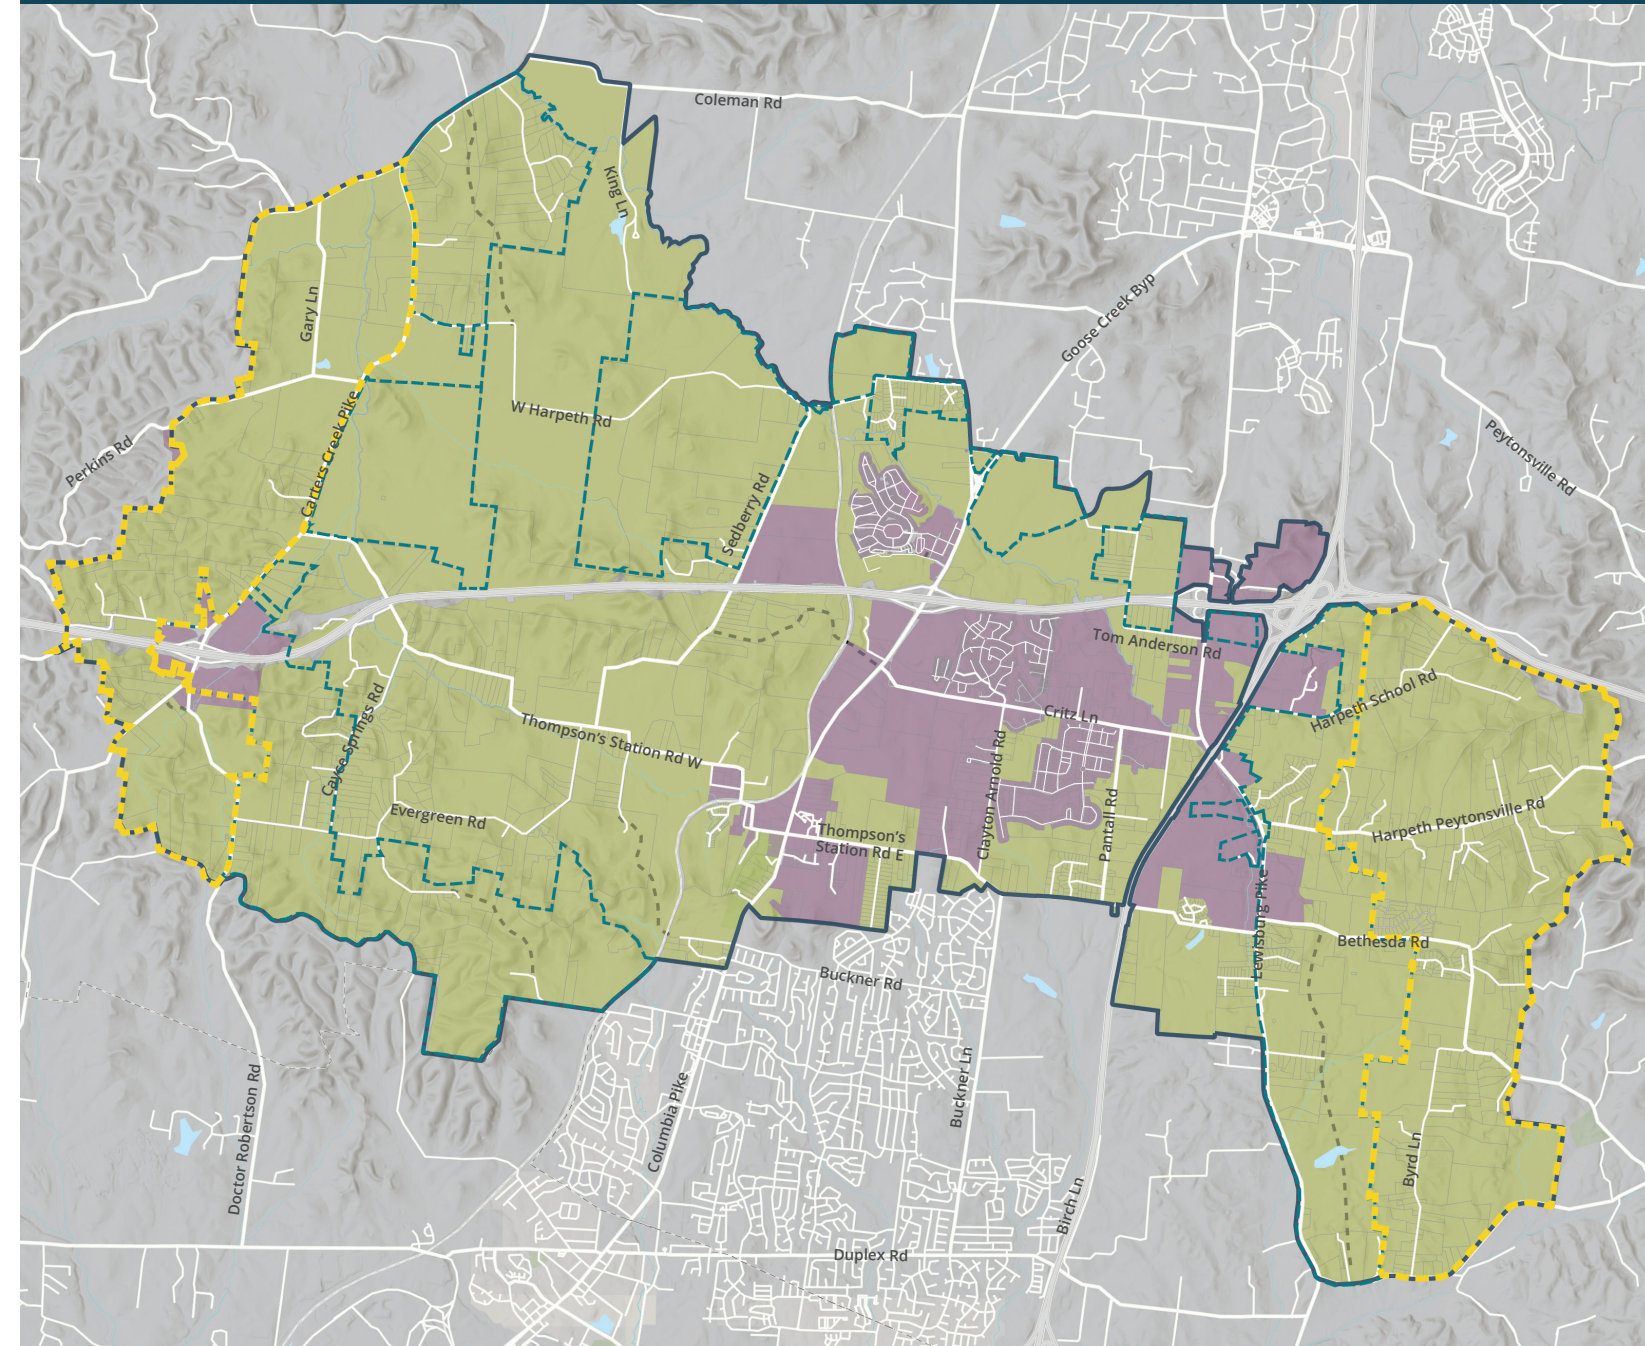 Coleman Rd
King Ln
Goose Creek Byp
Gary Ln
W Harpeth Rd
Carters Creek Pike
Perkins Rd
Peytonsville Rd
Sedberry Rd
Tom Anderson Rd
Harpeth School Rd
Critz Ln
Cayce Springs Rd
Thompson's Station Rd W
Clayton Arnold Rd
Pantall Rd
Evergreen Rd
Thompson's
Station Rd E
Harpeth Peytonsville Rd
Lewisburg Pike
Bethesda Rd
Buckner Rd
Buckner Ln
Columbia Pike
Doctor Robertson Rd
Byrd Ln
Birch Ln
Duplex Rd